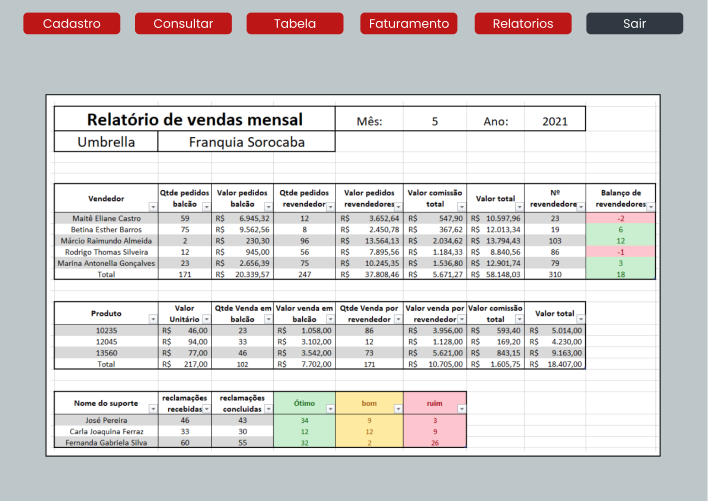 Cadastro Consultar Tabela Faturamento Relatorios Sair
Relatório de vendas mensal Mês: 5 Ano: 2021
Umbrella Franquia Sorocaba
Vendedor Qtde pedidos balcão Valor pedidos balcão Qtde pedidos revendedor Valor pedidos revendedores Valor comissão total Valor total Nº revendedores Balanço de revendedores
Maitê Eliane Castro 59 R$ 6.945,32 12 R$ 3.652,64 R$ 547,90 R$ 10.597,96 23 -2
Betina Esther Barros 75 R$ 9.562,56 8 R$ 2.450,78 R$ 367,62 R$ 12.013,34 19 6
Márcio Raimundo Almeida 2 R$ 230,30 96 R$ 13.564,13 R$ 2.034,62 R$ 13.794,43 103 12
Rodrigo Thomas Silveira 12 R$ 945,00 56 R$ 7.895,56 R$ 1.184,33 R$ 8.840,56 86 -1
Marina Antonella Gonçalves 23 R$ 2.656,39 75 R$ 10.245,35 R$ 1.536,80 R$ 12.901,74 79 3
Total 171 R$ 20.339,57 247 R$ 37.808,46 R$ 5.671,27 R$ 58.148,03 310 18
Produto Valor Unitário Qtde Venda em balcão Valor venda em balcão Qtde Venda por revendedor Valor venda por revendedor Valor comissão total Valor total
10235 R$ 46,00 23 R$ 1.058,00 86 R$ 3.956,00 R$ 593,40 R$ 5.014,00
12045 R$ 94,00 33 R$ 3.102,00 12 R$ 1.128,00 R$ 169,20 R$ 4.230,00
13560 R$ 77,00 46 R$ 3.542,00 73 R$ 5.621,00 R$ 843,15 R$ 9.163,00
Total R$ 217,00 102 R$ 7.702,00 171 R$ 10.705,00 R$ 1.605,75 R$ 18.407,00
Nome do suporte reclamações recebidas reclamações concluidas Ótimo bom ruim
José Pereira 46 43 34 9 3
Carla Joaquina Ferraz 33 30 12 12 9
Fernanda Gabriela Silva 60 55 32 2 26